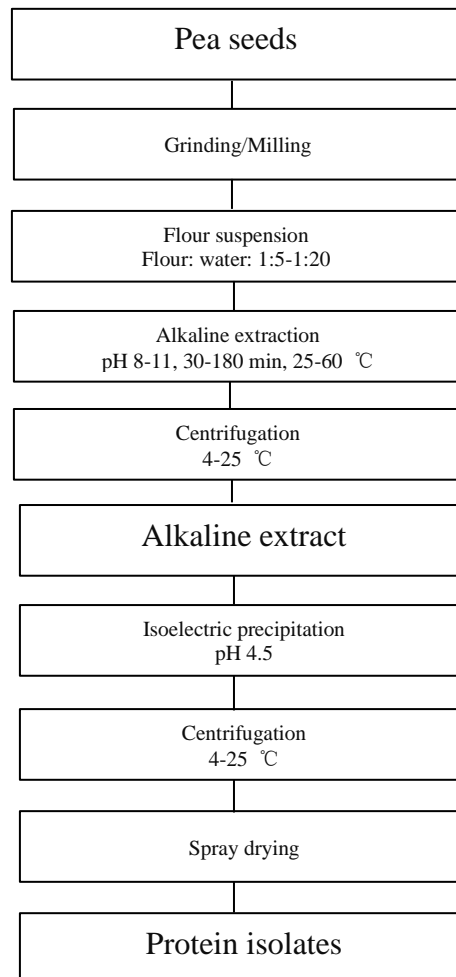 Pea seeds
Grinding/Milling
Flour suspension
Flour: water: 1:5-1:20
Alkaline extraction
pH 8-11, 30-180 min, 25-60 ℃
Centrifugation
4-25 ℃
Alkaline extract
Isoelectric precipitation
pH 4.5
Centrifugation
4-25 ℃
Spray drying
Protein isolates